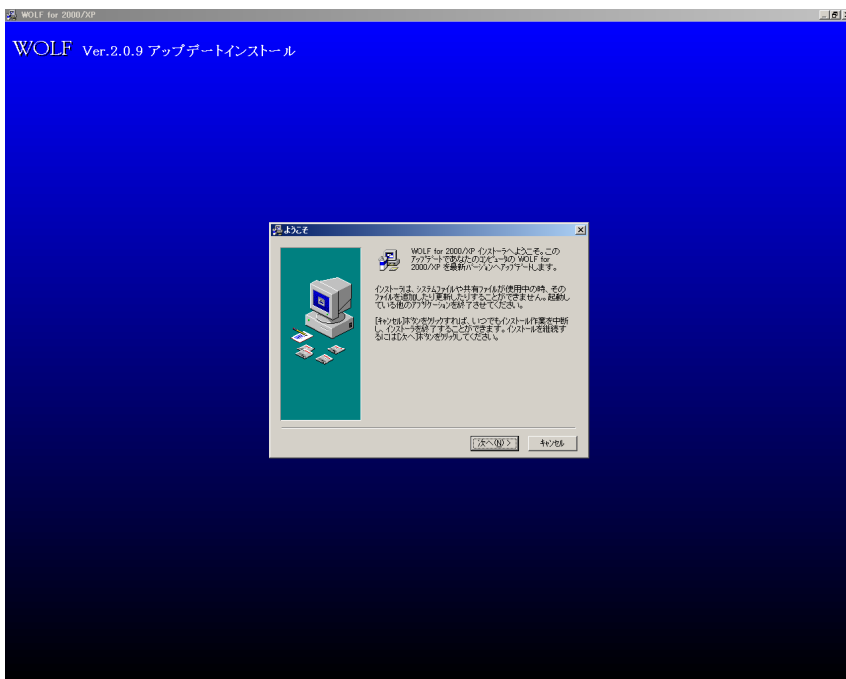 WOLF for 2000/XP
WOLF Ver.2.0.9 アップデートインストール
ようこそ
WOLF for 2000/XP インストーラへようこそ。この
アップデートであなたのコンピュータの WOLF for
2000/XP を最新バージョンへアップデートします。
インストーラは、システムファイルや共有ファイルが使用中の時、その
ファイルを追加したり更新したりすることができません。起動し
ている他のアプリケーションを終了させてください。
[キャンセル]ボタンをクリックすれば、いつでもインストール作業を中断
し、インストーラを終了することができます。インストールを継続す
るには[次へ]ボタンをクリックしてください。
次へ(N) >
キャンセル